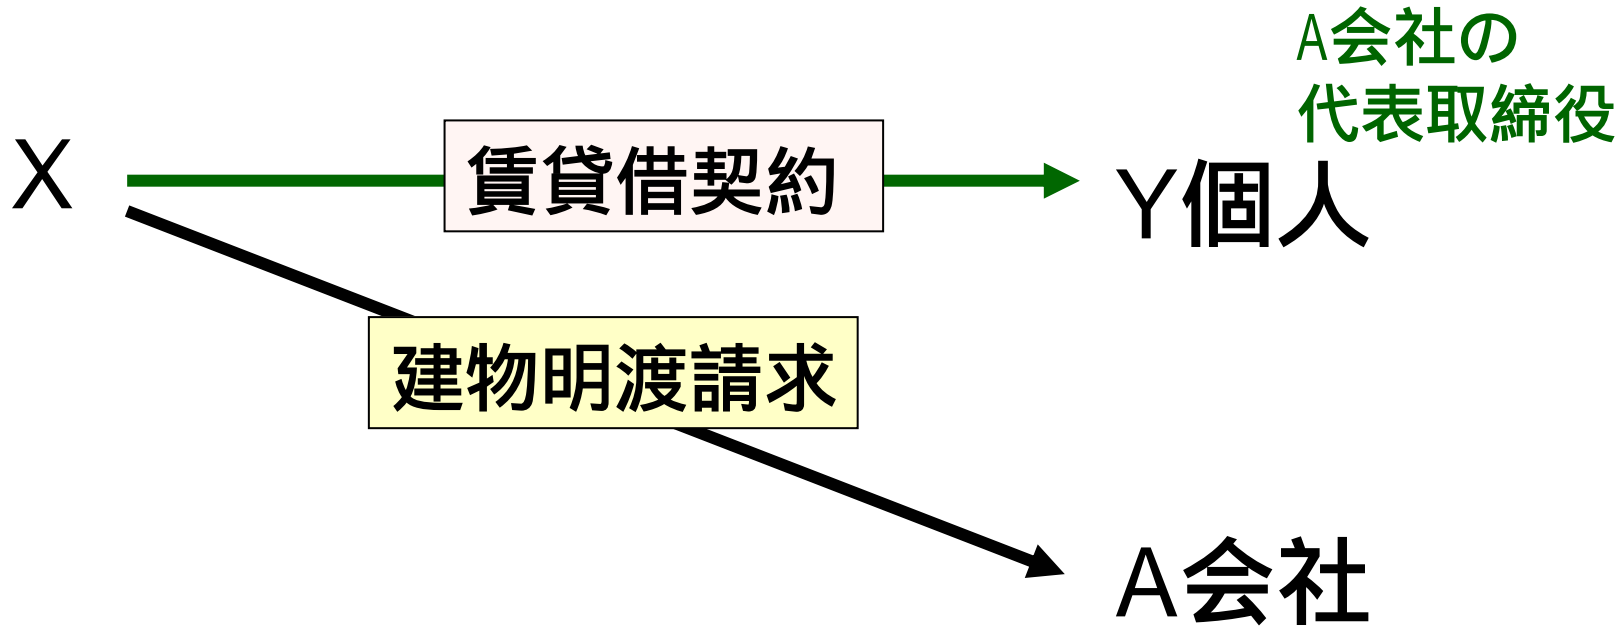 A会社の
代表取締役
X
賃貸借契約
Y個人
建物明渡請求
A会社